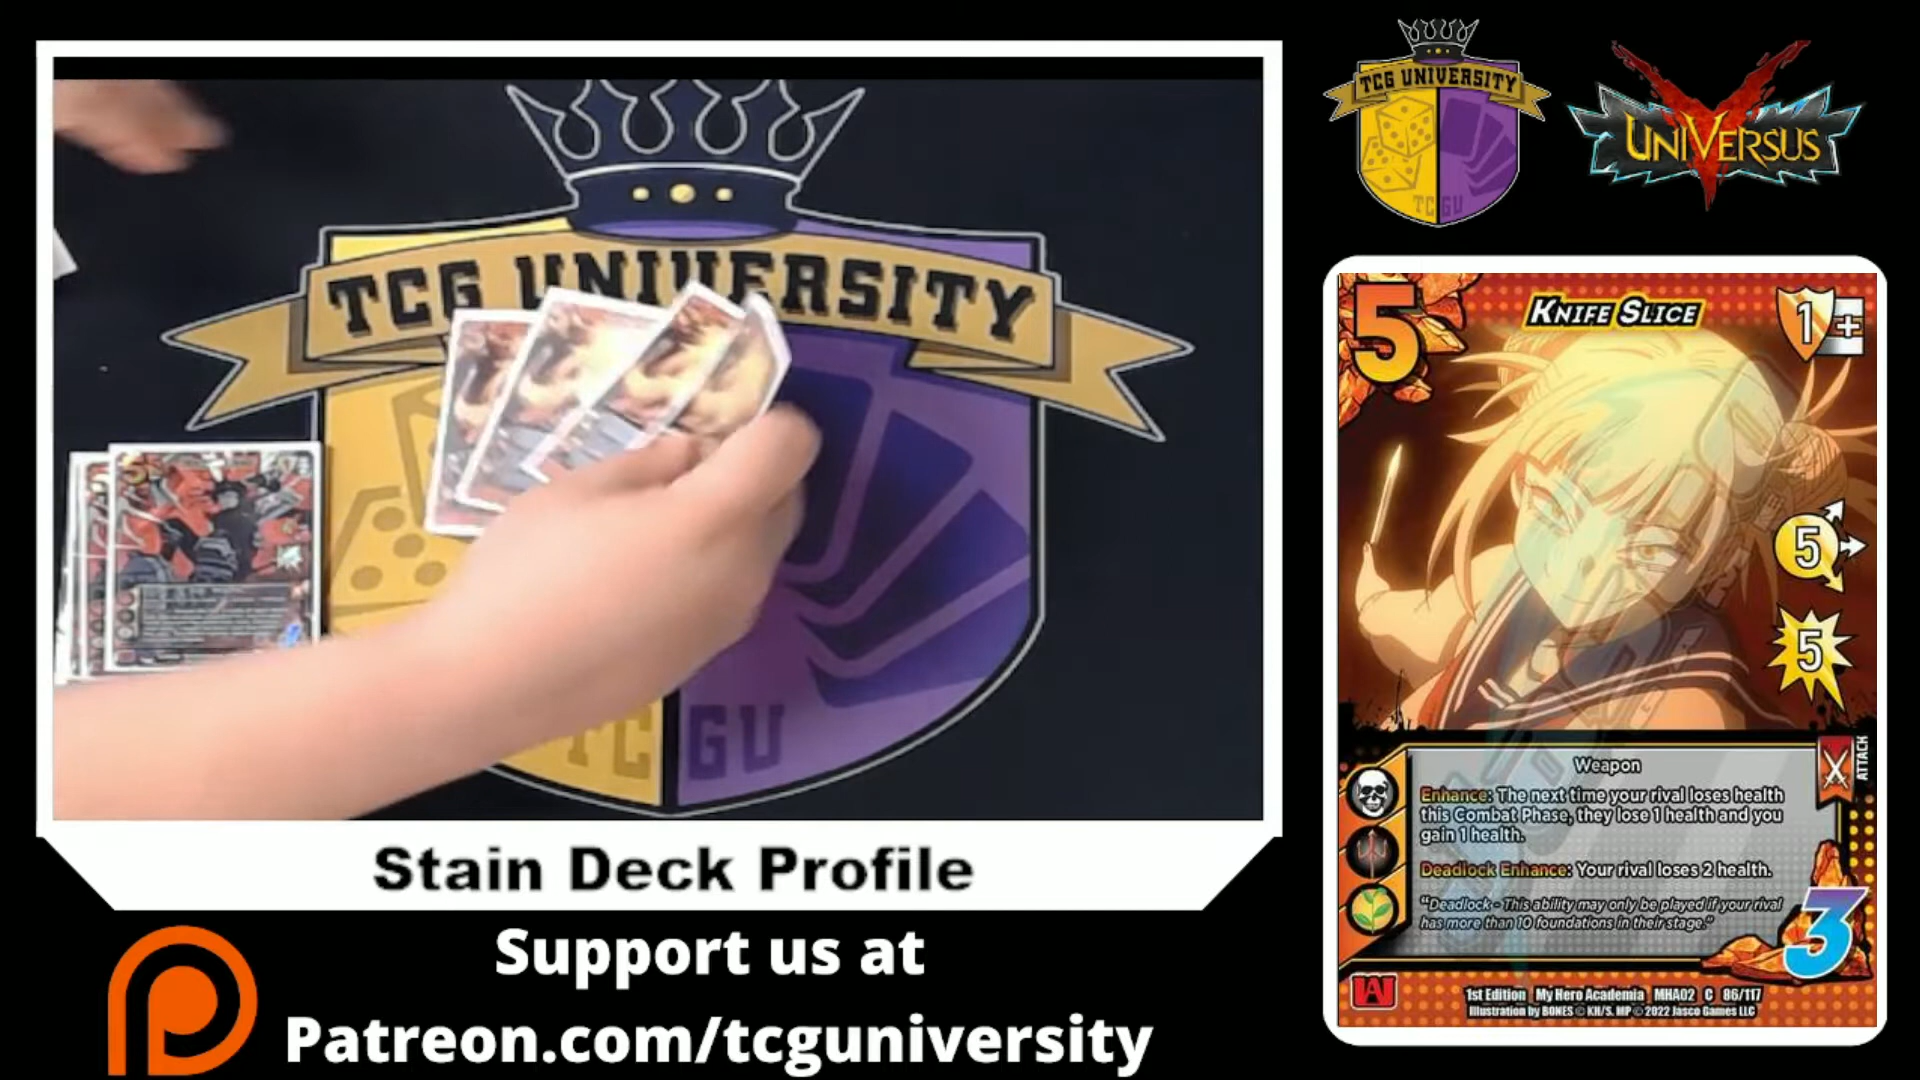 TCG UNIVERSITY
TC GU
Stain Deck Profile
Support us at
Patreon.com/tcguniversity
TCG UNIVERSITY
TC GU
UNIVERSUS
5
KNIFE SLICE
1 +
5
5
Weapon
ATTACK
Enhance: The next time your rival loses health
this Combat Phase, they lose 1 health and you
gain 1 health.
Deadlock Enhance: Your rival loses 2 health.
"Deadlock - This ability may only be played if your rival
has more than 10 foundations in their stage."
3
UA
1st Edition My Hero Academia MHA02 C 86/117
Illustration by BONES © KH/S, MP © 2022 Jasco Games LLC